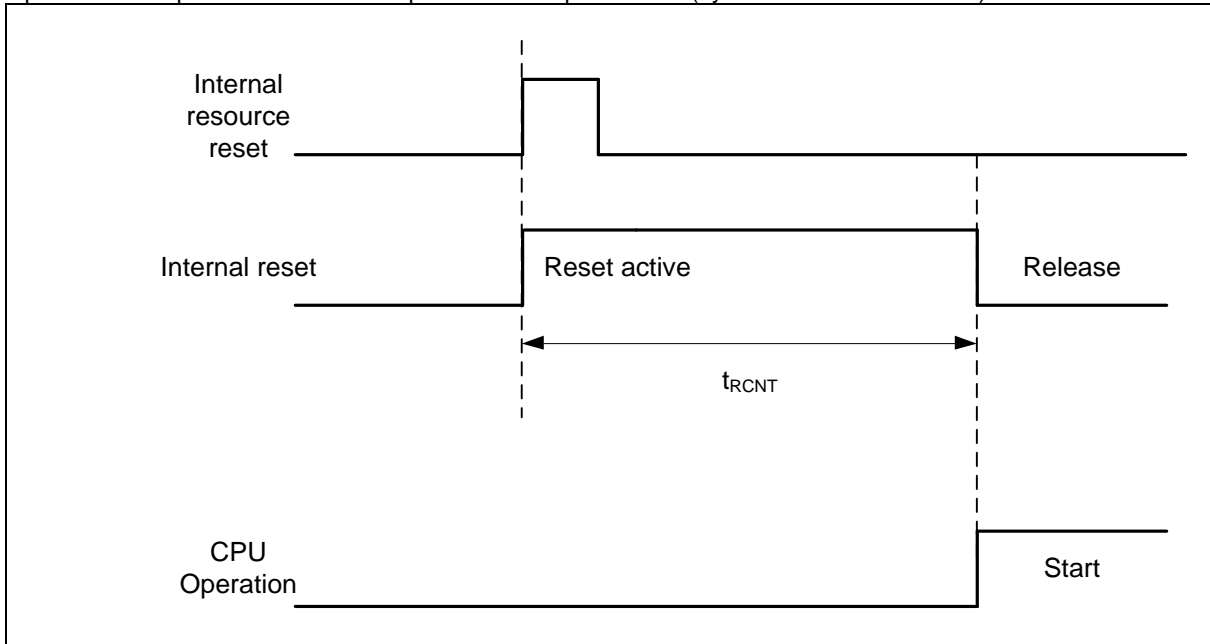 Internal
resource
reset
Internal reset
Reset active
Release
tRCNT
CPU
Operation
Start